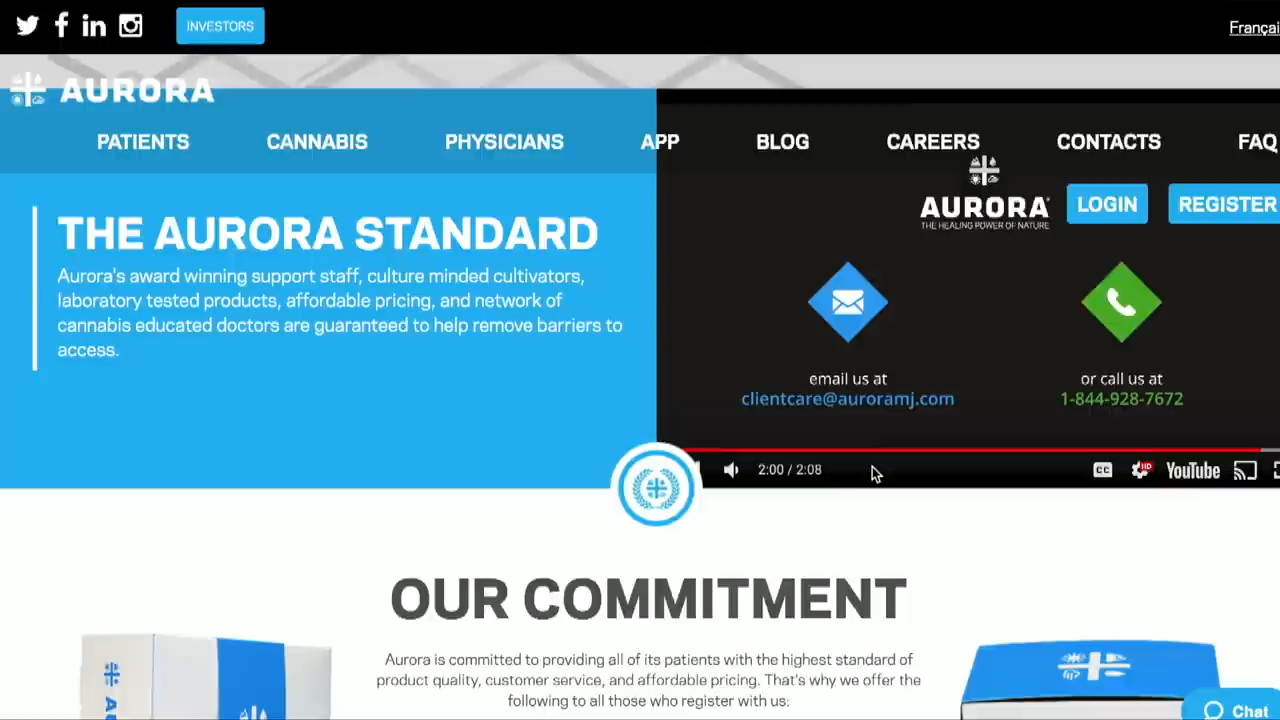 INVESTORS
Françai
AURORA
PATIENTS CANNABIS PHYSICIANS APP BLOG CAREERS CONTACTS FAQ
AURORA
THE HEALING POWER OF NATURE
LOGIN REGISTER
THE AURORA STANDARD
Aurora's award winning support staff, culture minded cultivators,
laboratory tested products, affordable pricing, and network of
cannabis educated doctors are guaranteed to help remove barriers to
access.
email us at
clientcare@auroramj.com
or call us at
1-844-928-7672
2:00 / 2:08
CC
HD
YouTube
OUR COMMITMENT
Aurora is committed to providing all of its patients with the highest standard of
product quality, customer service, and affordable pricing. That's why we offer the
following to all those who register with us:
Chat